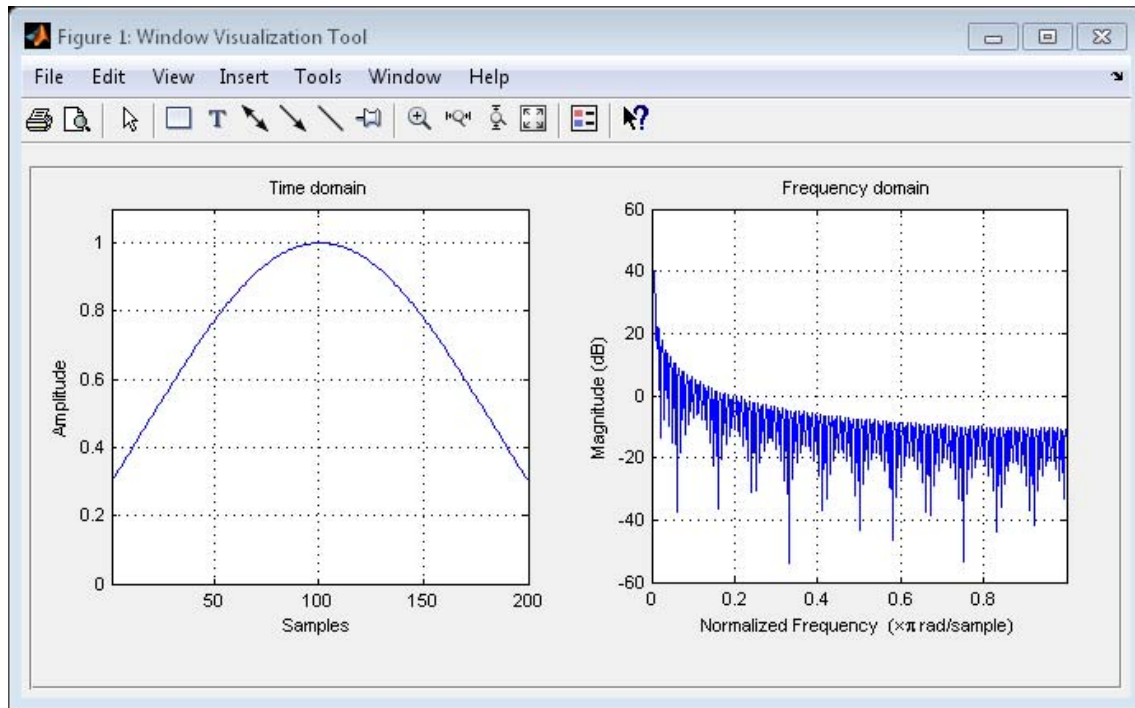 Figure 1: Window Visualization Tool
File Edit View Insert Tools Window Help
T
?
Time domain
1
0.8
0.6
0.4
0.2
0
50 100 150 200
Amplitude
Samples
Frequency domain
60
40
20
0
-20
-40
-60
0 0.2 0.4 0.6 0.8
Magnitude (dB)
Normalized Frequency (×π rad/sample)